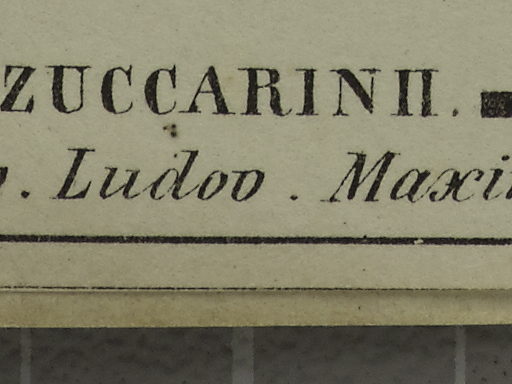 ZUCCARINII.
. Ludov. Maxi